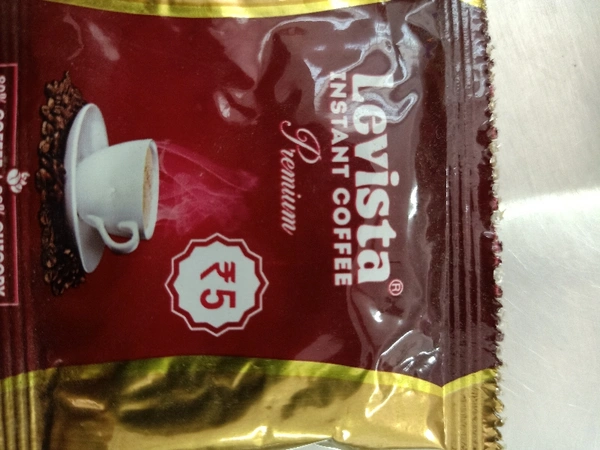 Levista®
INSTANT COFFEE
Premium
₹5